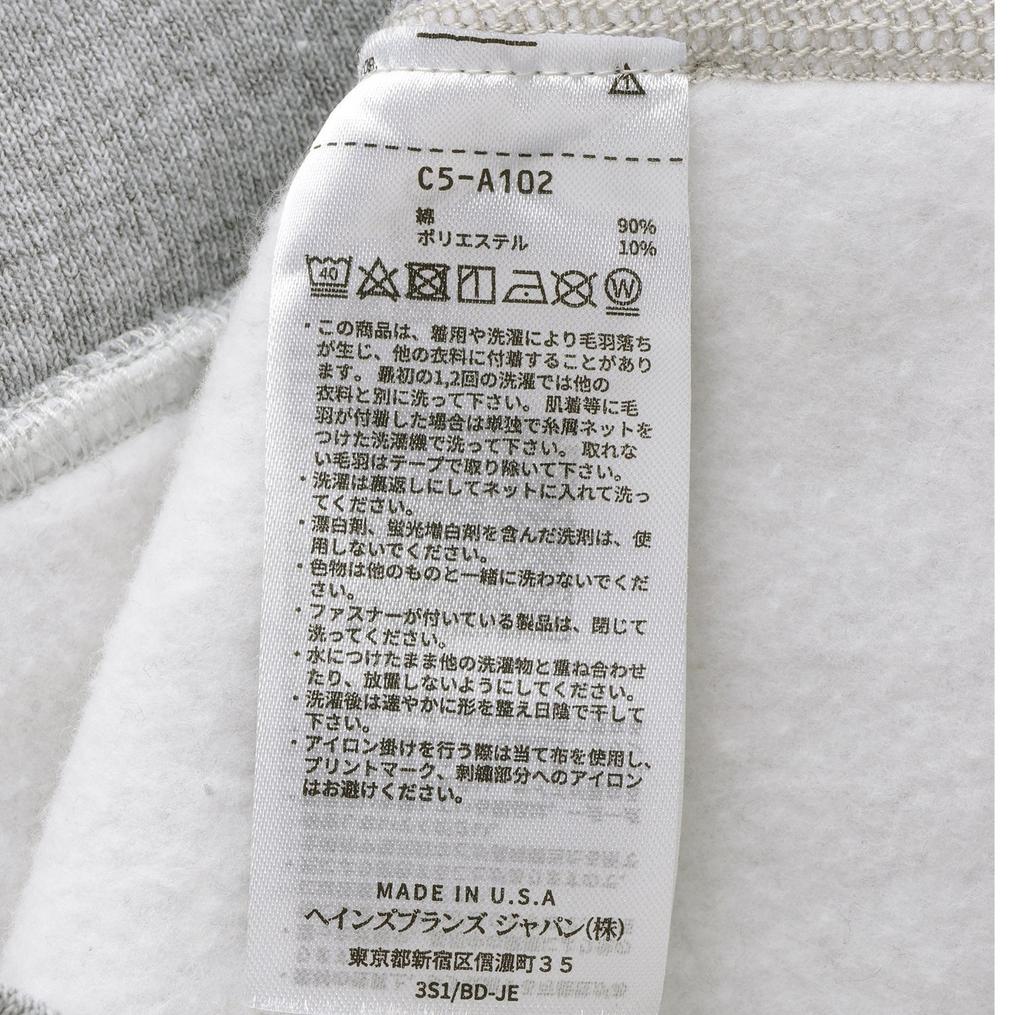 C5-A102
綿 90%
ポリエステル 10%
40
W
・この商品は、着用や洗濯により毛羽落ち
が生じ、他の衣料に付着することがあり
ます。最初の1,2回の洗濯では他の
衣料と別に洗って下さい。肌着等に毛
羽が付着した場合は単独で糸屑ネットを
つけた洗濯機で洗って下さい。取れな
い毛羽はテープで取り除いて下さい。
・洗濯は裏返しにしてネットに入れて洗っ
てください。
・漂白剤、蛍光増白剤を含んだ洗剤は、使
用しないでください。
・色物は他のものと一緒に洗わないでくだ
さい。
・ファスナーが付いている製品は、閉じて
洗ってください。
・水につけたまま他の洗濯物と重ね合わせ
たり、放置しないようにしてください。
・洗濯後は速やかに形を整え日陰で干して
下さい。
・アイロン掛けを行う際は当て布を使用し、
プリントマーク、刺繍部分へのアイロン
はお避けください。
MADE IN U.S.A
ヘインズブランズ ジャパン(株)
東京都新宿区信濃町35
3S1/BD-JE